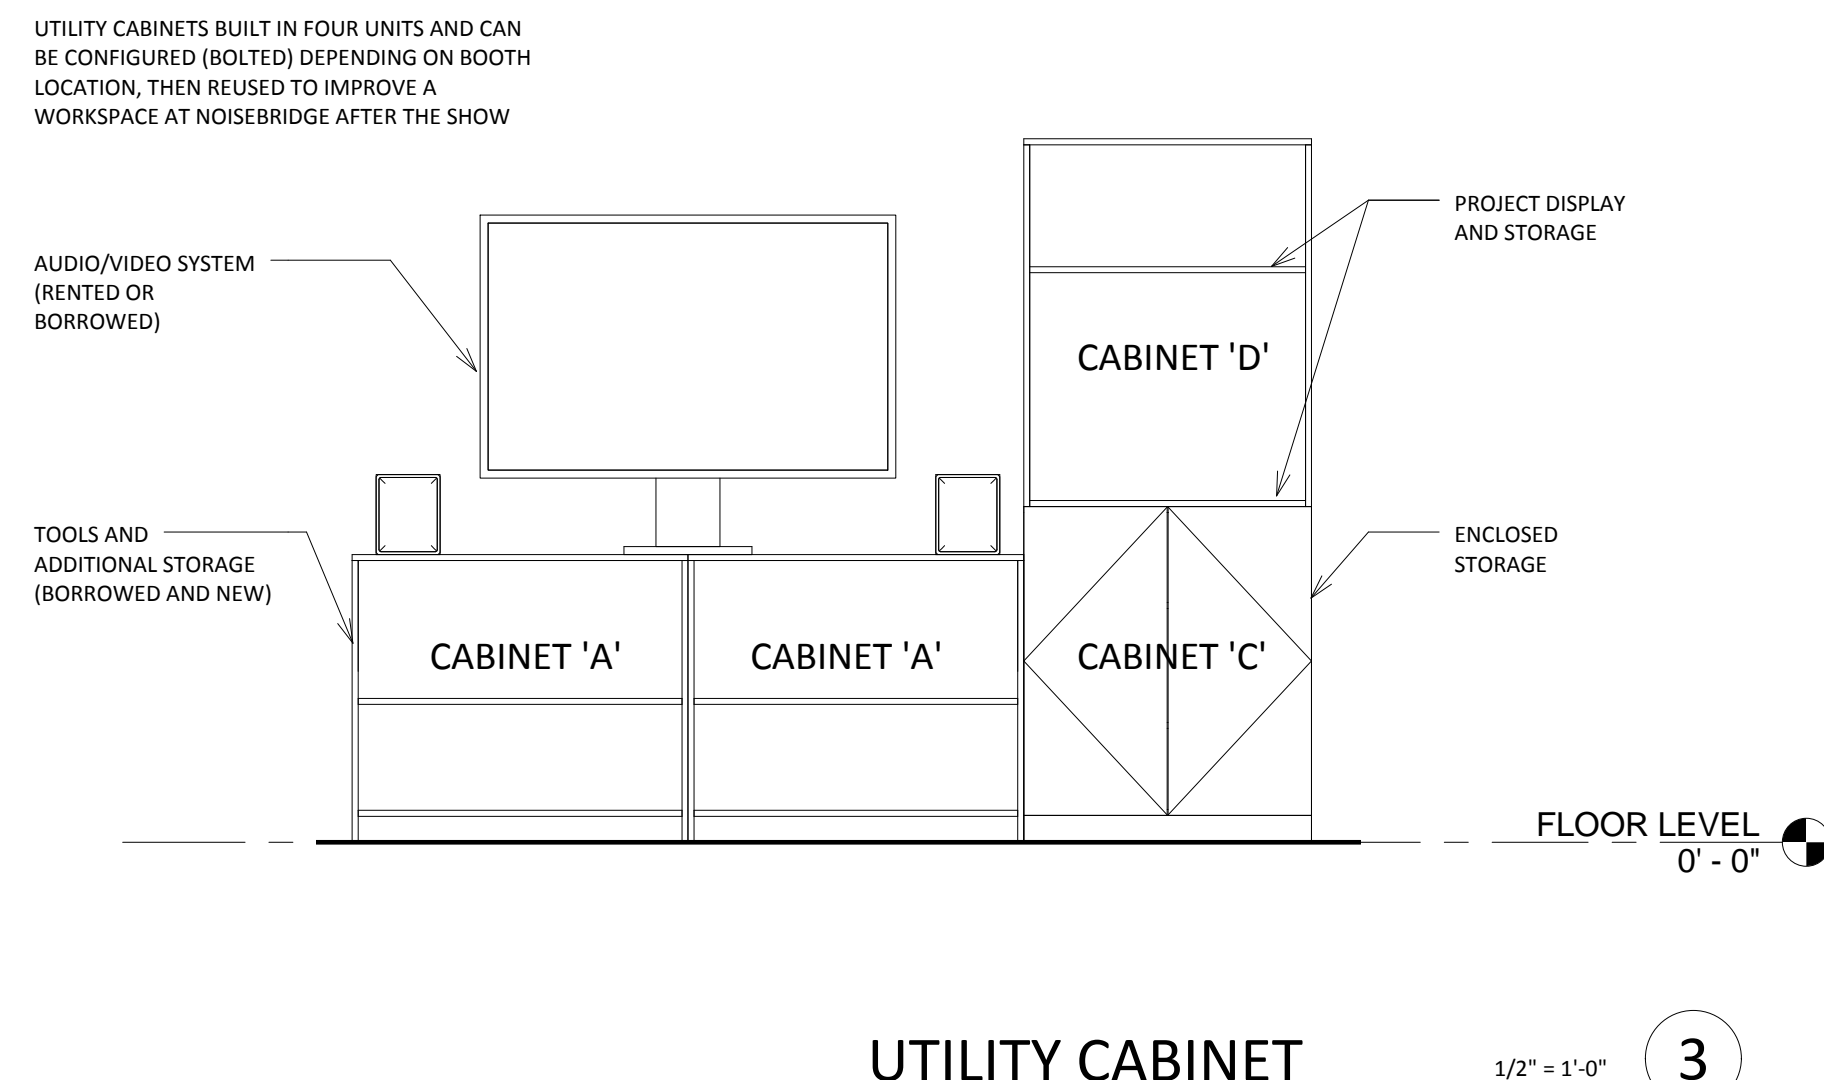 UTILITY CABINETS BUILT IN FOUR UNITS AND CAN
BE CONFIGURED (BOLTED) DEPENDING ON BOOTH
LOCATION, THEN REUSED TO IMPROVE A
WORKSPACE AT NOISEBRIDGE AFTER THE SHOW
PROJECT DISPLAY
AND STORAGE
AUDIO/VIDEO SYSTEM
(RENTED OR
BORROWED)
CABINET 'D'
TOOLS AND
ADDITIONAL STORAGE
(BORROWED AND NEW)
ENCLOSED
STORAGE
CABINET 'A'
CABINET 'A'
CABINET 'C'
FLOOR LEVEL
0' - 0"
UTILITY CABINET
1/2" = 1'-0"
3